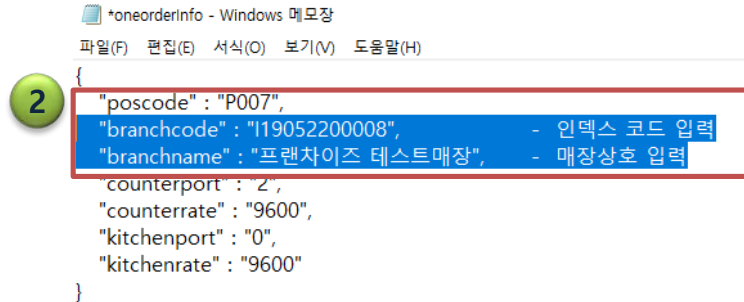 *oneorderInfo - Windows 메모장
파일(F) 편집(E) 서식(O) 보기(V) 도움말(H)
{
2
"poscode" : "P007",
"branchcode" : "I19052200008", - 인덱스 코드 입력
"branchname" : "프랜차이즈 테스트매장", - 매장상호 입력
"counterport" : "2",
"counterrate" : "9600",
"kitchenport" : "0",
"kitchenrate" : "9600"
}